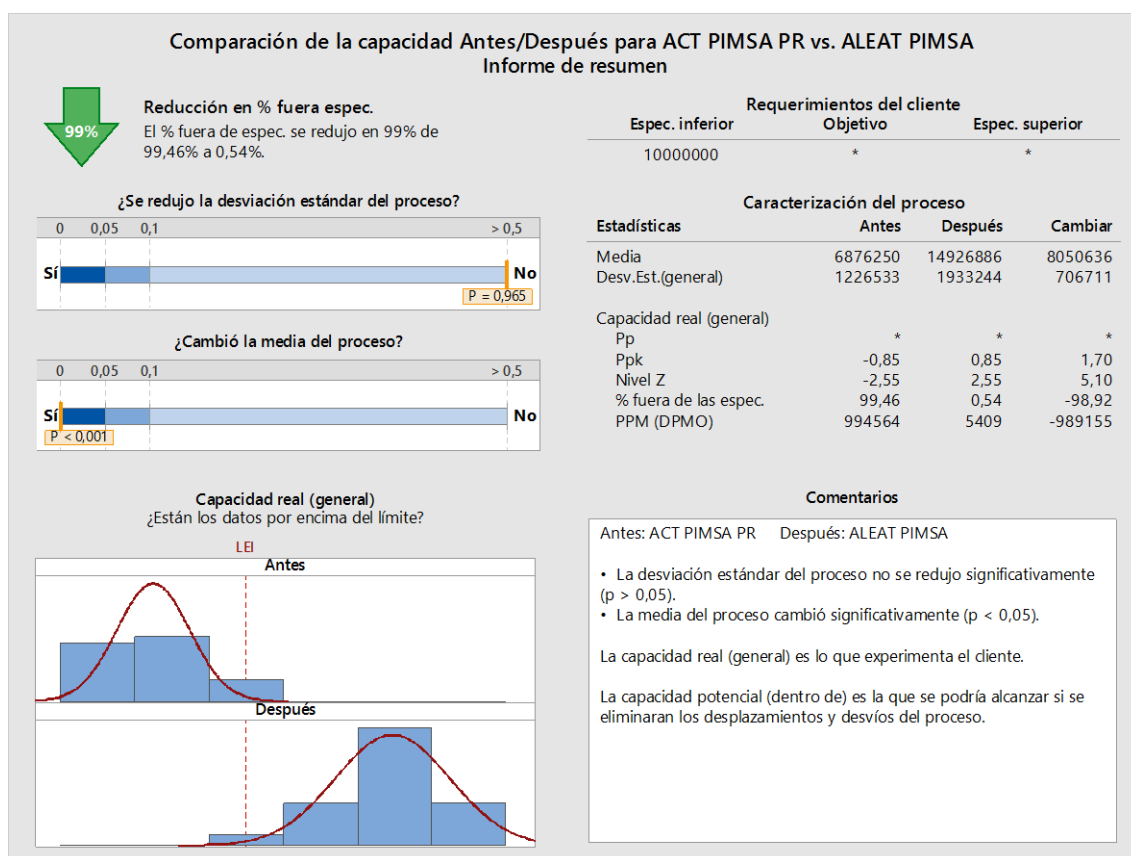 Comparación de la capacidad Antes/Después para ACT PIMSA PR vs. ALEAT PIMSA
Informe de resumen
99%
Reducción en % fuera espec.
El % fuera de espec. se redujo en 99% de
99,46% a 0,54%.
¿Se redujo la desviación estándar del proceso?
0 0,05 0,1 > 0,5
Sí No
P = 0,965
¿Cambió la media del proceso?
0 0,05 0,1 > 0,5
Sí No
P < 0,001
Capacidad real (general)
¿Están los datos por encima del límite?
LEI
Antes
Después
Requerimientos del cliente
Espec. inferior Objetivo Espec. superior
10000000 * *
Caracterización del proceso
Estadísticas Antes Después Cambiar
Media 6876250 14926886 8050636
Desv.Est.(general) 1226533 1933244 706711
Capacidad real (general)
Pp * * *
Ppk -0,85 0,85 1,70
Nivel Z -2,55 2,55 5,10
% fuera de las espec. 99,46 0,54 -98,92
PPM (DPMO) 994564 5409 -989155
Comentarios
Antes: ACT PIMSA PR Después: ALEAT PIMSA
• La desviación estándar del proceso no se redujo significativamente
(p > 0,05).
• La media del proceso cambió significativamente (p < 0,05).
La capacidad real (general) es lo que experimenta el cliente.
La capacidad potencial (dentro de) es la que se podría alcanzar si se
eliminaran los desplazamientos y desvíos del proceso.